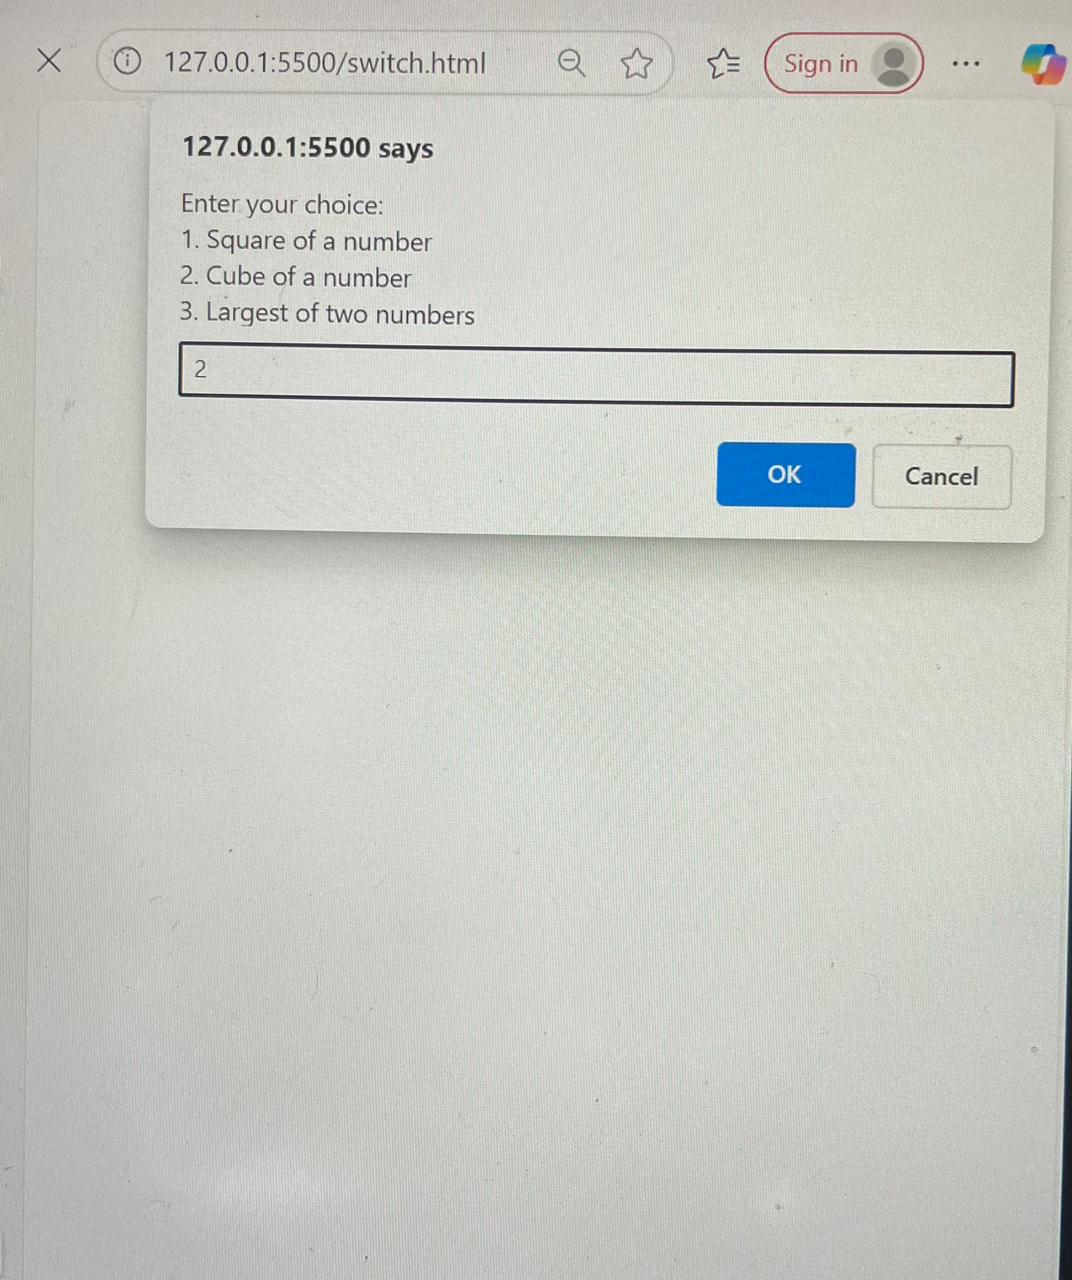 127.0.0.1:5500/switch.html
Sign in
127.0.0.1:5500 says
Enter your choice:
1. Square of a number
2. Cube of a number
3. Largest of two numbers
2
OK
Cancel